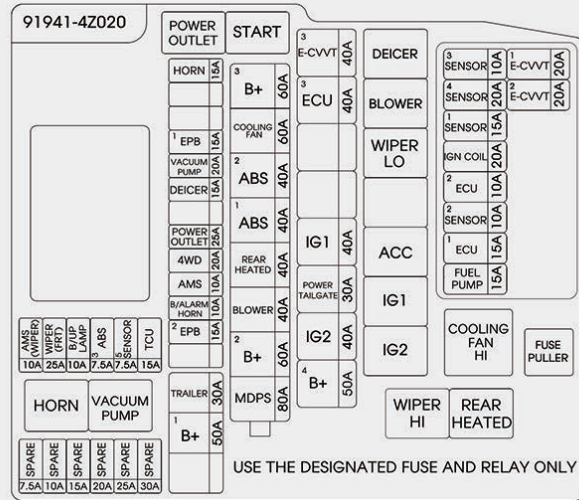 91941-4Z020
POWER
OUTLET
START
HORN 15A
1 EPB 15A
VACUUM
PUMP 20A
DEICER 15A
POWER
OUTLET 25A
4WD 20A
AMS 10A
B/ALARM
HORN 10A
2 EPB 15A
TRAILER 30A
1 B+ 50A
3 B+ 60A
COOLING
FAN 60A
2 ABS 40A
1 ABS 40A
REAR
HEATED 40A
BLOWER 40A
2 B+ 60A
MDPS 80A
3 E-CVVT 40A
3 ECU 40A
IG1 40A
POWER
TAILGATE 30A
IG2 40A
4 B+ 50A
DEICER
BLOWER
WIPER
LO
ACC
IG1
IG2
3 SENSOR 10A
1 E-CVVT 20A
4 SENSOR 20A
2 E-CVVT 20A
1 SENSOR 15A
IGN COIL 20A
2 ECU 10A
2 SENSOR 10A
1 ECU 15A
FUEL
PUMP 15A
COOLING
FAN
HI
FUSE
PULLER
WIPER
HI
REAR
HEATED
AMS
(WIPER)
10A
WIPER
(FRT)
25A
B/UP
LAMP
10A
3 ABS
7.5A
5 SENSOR
7.5A
TCU
15A
HORN
VACUUM
PUMP
SPARE 7.5A
SPARE 10A
SPARE 15A
SPARE 20A
SPARE 25A
SPARE 30A
USE THE DESIGNATED FUSE AND RELAY ONLY